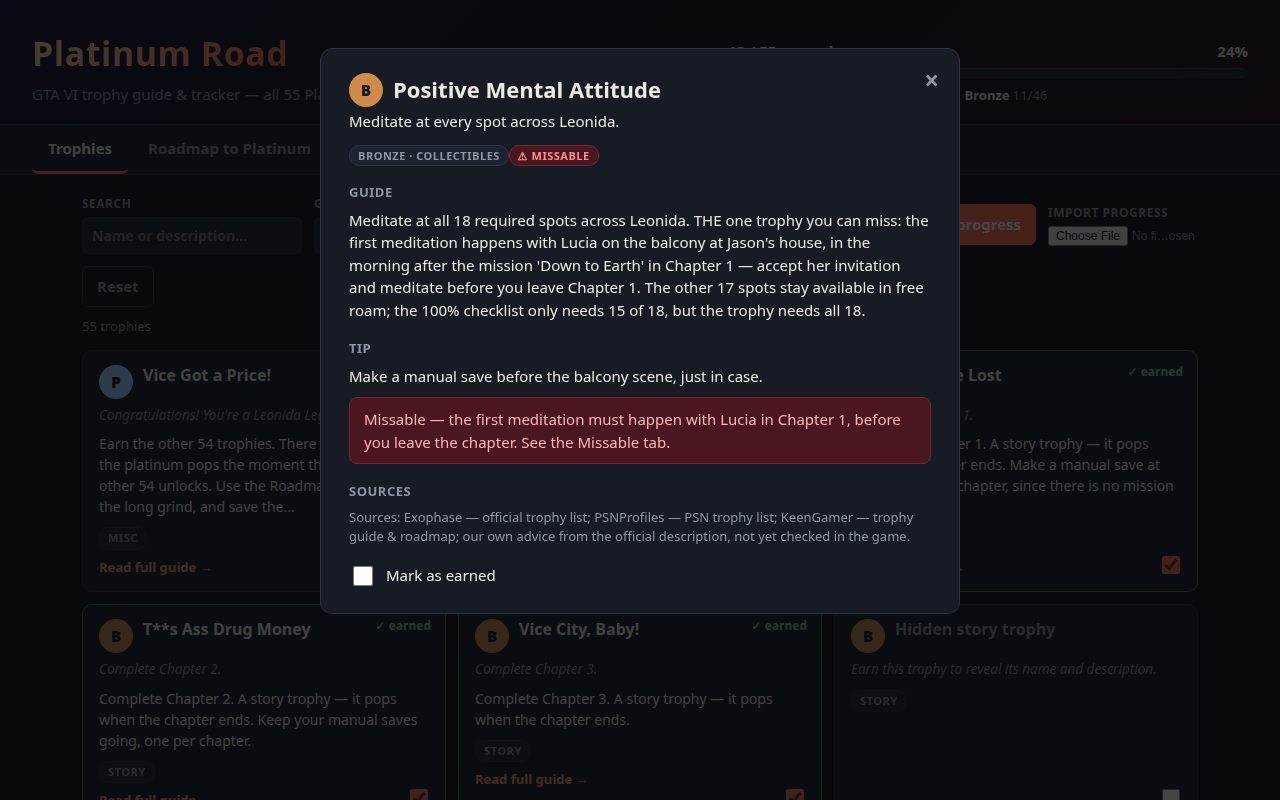 Platinum Road
24%
GTA VI trophy guide & tracker — all 55 Pla
Bronze 11/46
Trophies
Roadmap to Platinum
SEARCH
G
Name or description...
progress
IMPORT PROGRESS
Choose File No fi...osen
Reset
55 trophies
B Positive Mental Attitude ×
Meditate at every spot across Leonida.
BRONZE · COLLECTIBLES ⚠ MISSABLE
GUIDE
Meditate at all 18 required spots across Leonida. THE one trophy you can miss: the
first meditation happens with Lucia on the balcony at Jason's house, in the
morning after the mission 'Down to Earth' in Chapter 1 — accept her invitation
and meditate before you leave Chapter 1. The other 17 spots stay available in free
roam; the 100% checklist only needs 15 of 18, but the trophy needs all 18.
TIP
Make a manual save before the balcony scene, just in case.
Missable — the first meditation must happen with Lucia in Chapter 1, before
you leave the chapter. See the Missable tab.
SOURCES
Sources: Exophase — official trophy list; PSNProfiles — PSN trophy list; KeenGamer — trophy
guide & roadmap; our own advice from the official description, not yet checked in the game.
Mark as earned
P Vice Got a Price!
Congratulations! You're a Leonida Leg
Earn the other 54 trophies. There
the platinum pops the moment th
other 54 unlocks. Use the Roadma
the long grind, and save the...
MISC
Read full guide →
e Lost
✓ earned
1.
er 1. A story trophy — it pops
r ends. Make a manual save at
chapter, since there is no mission
B T**s Ass Drug Money ✓ earned
Complete Chapter 2.
Complete Chapter 2. A story trophy — it pops
when the chapter ends. Keep your manual saves
going, one per chapter.
STORY
Read full guide
B Vice City, Baby! ✓ earned
Complete Chapter 3.
Complete Chapter 3. A story trophy — it pops
when the chapter ends.
STORY
Read full guide →
B Hidden story trophy
Earn this trophy to reveal its name and description.
STORY